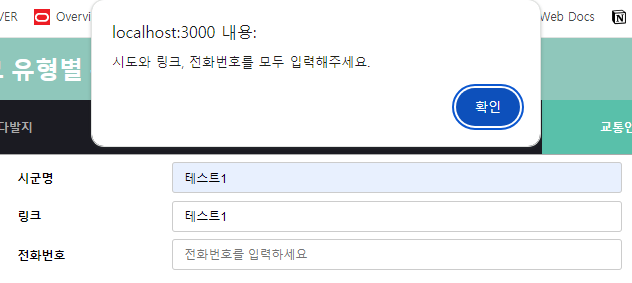 VER Overvi Web Docs
localhost:3000 내용:
시도와 링크, 전화번호를 모두 입력해주세요.
확인
유형별
다발지
교통안
시군명 테스트1
링크 테스트1
전화번호 전화번호를 입력하세요